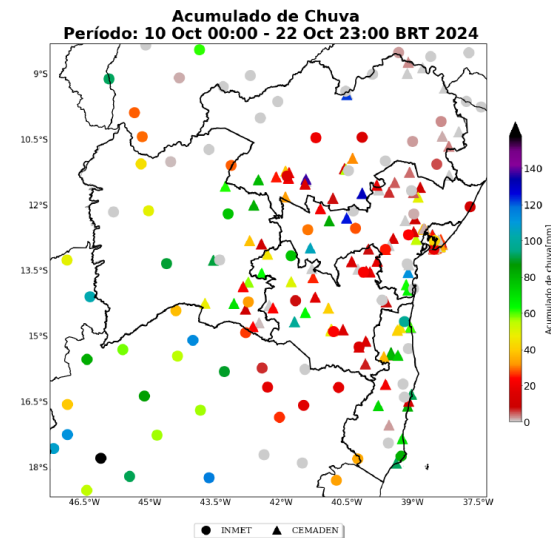 Acumulado de Chuva
Período: 10 Oct 00:00 - 22 Oct 23:00 BRT 2024
9°S
10.5°S
12°S
13.5°S
15°S
16.5°S
18°S
46.5°W 45°W 43.5°W 42°W 40.5°W 39°W 37.5°W
140
120
100
80
60
40
20
0
Acumulado de chuva[mm]
INMET CEMADEN